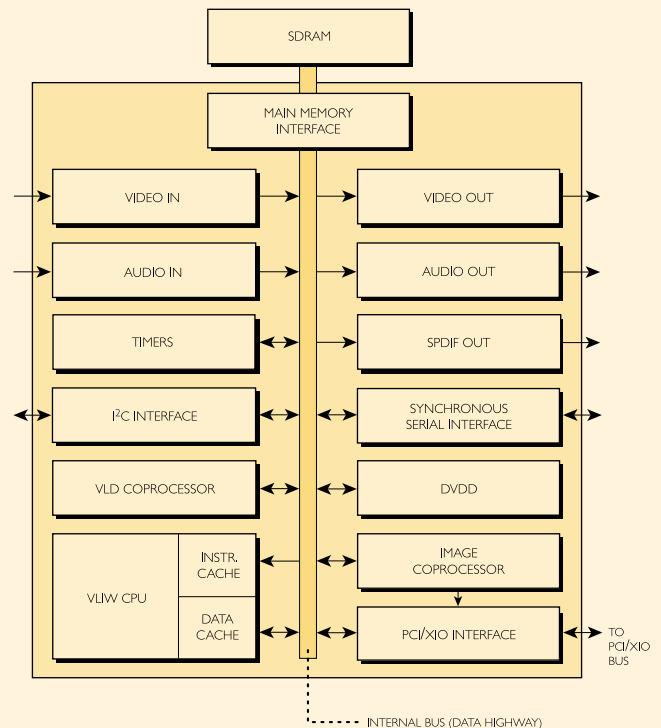 SDRAM
MAIN MEMORY
INTERFACE
VIDEO IN
VIDEO OUT
AUDIO IN
AUDIO OUT
TIMERS
SPDIF OUT
I²C INTERFACE
SYNCHRONOUS
SERIAL INTERFACE
VLD COPROCESSOR
DVDD
VLIW CPU
INSTR.
CACHE
DATA
CACHE
IMAGE
COPROCESSOR
PCI/XIO INTERFACE
TO
PCI/XIO
BUS
INTERNAL BUS (DATA HIGHWAY)